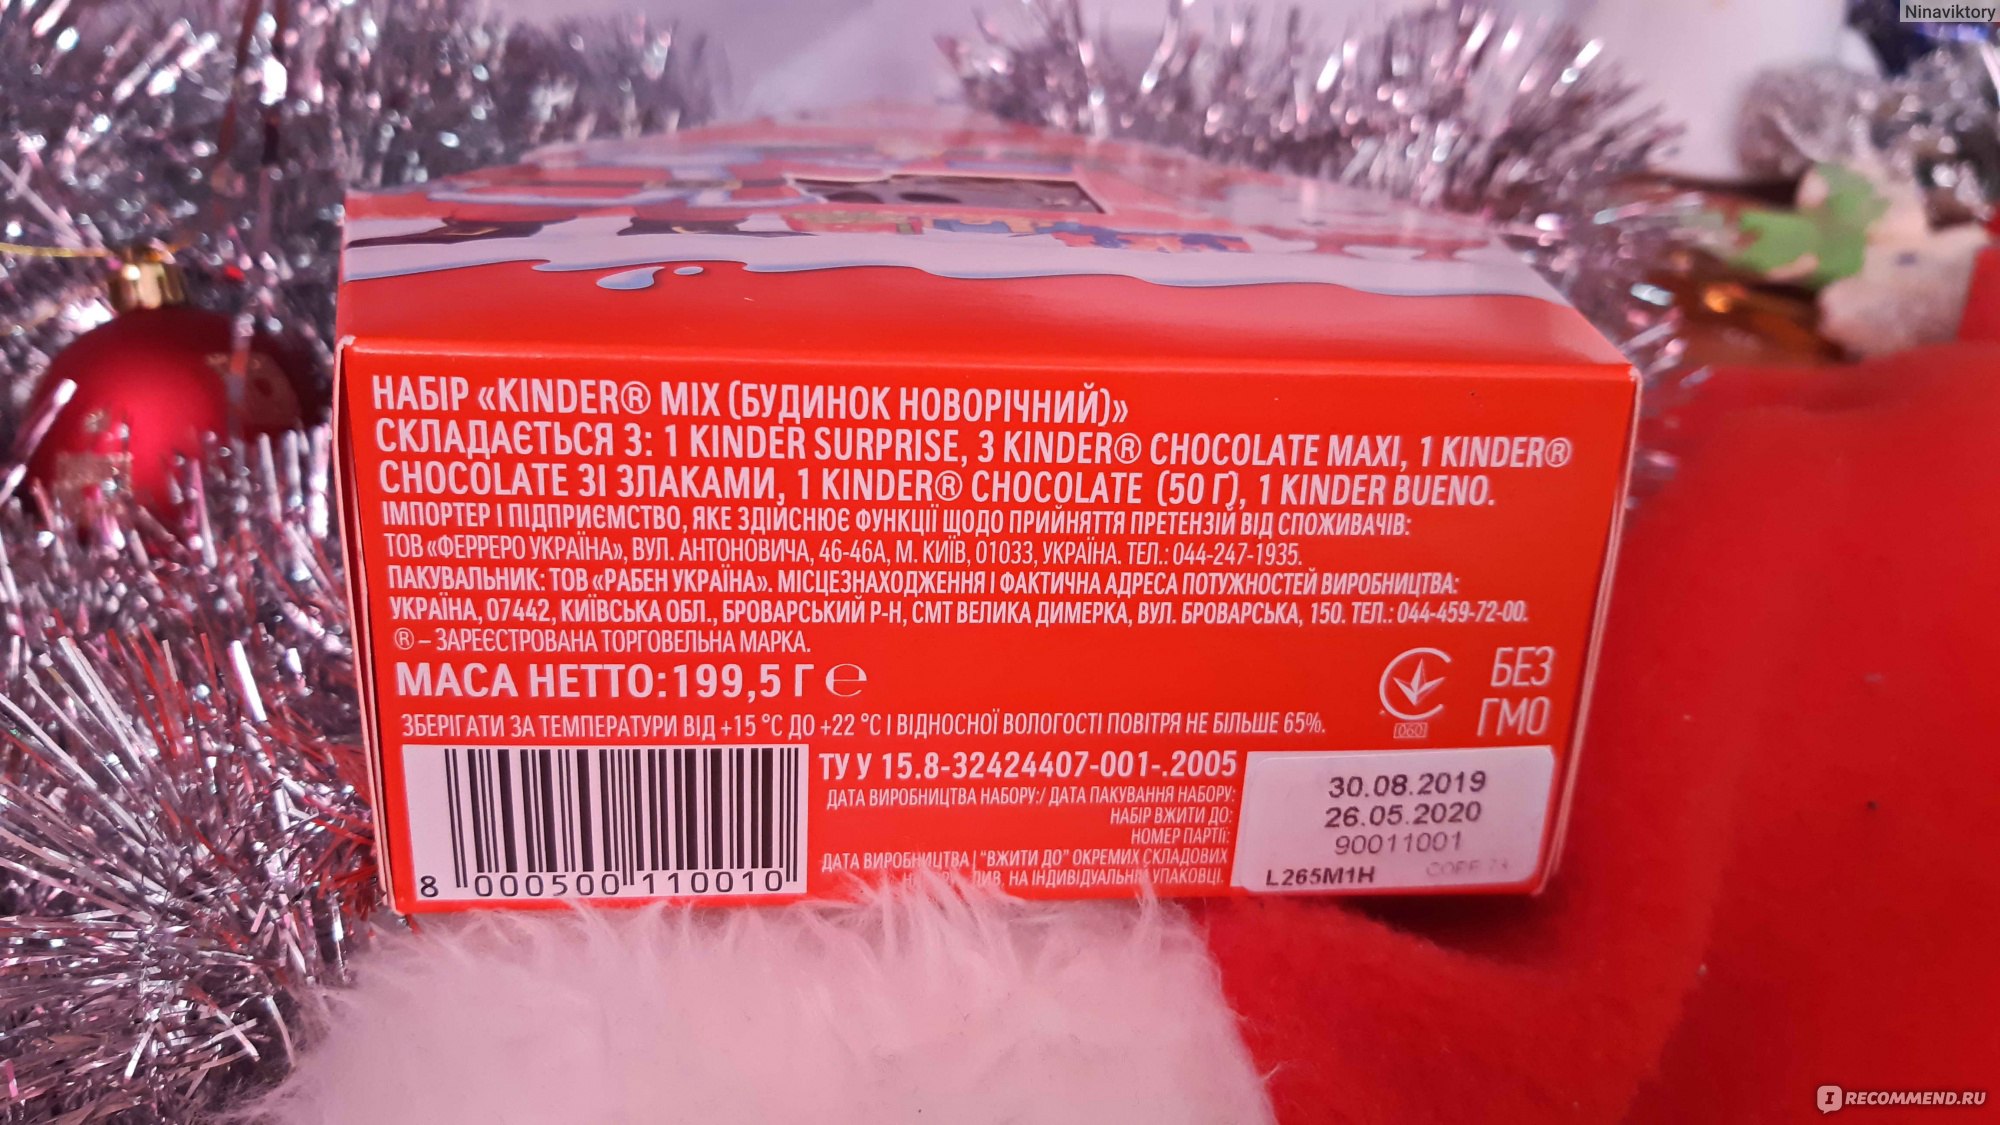 Ninaviktory
НАБІР «KINDER® MIX (БУДИНОК НОВОРІЧНИЙ)»
СКЛАДАЄТЬСЯ З: 1 KINDER SURPRISE, 3 KINDER® CHOCOLATE MAXI, 1 KINDER®
CHOCOLATE ЗІ ЗЛАКАМИ, 1 KINDER® CHOCOLATE (50 Г), 1 KINDER BUENO.
ІМПОРТЕР І ПІДПРИЄМСТВО, ЯКЕ ЗДІЙСНЮЄ ФУНКЦІЇ ЩОДО ПРИЙНЯТТЯ ПРЕТЕНЗІЙ ВІД СПОЖИВАЧІВ:
ТОВ «ФЕРРЕРО УКРАЇНА», ВУЛ. АНТОНОВИЧА, 46-46А, М. КИЇВ, 01033, УКРАЇНА. ТЕЛ.: 044-247-1935.
ПАКУВАЛЬНИК: ТОВ «РАБЕН УКРАЇНА». МІСЦЕЗНАХОДЖЕННЯ І ФАКТИЧНА АДРЕСА ПОТУЖНОСТЕЙ ВИРОБНИЦТВА:
УКРАЇНА, 07442, КИЇВСЬКА ОБЛ., БРОВАРСЬКИЙ Р-Н, СМТ ВЕЛИКА ДИМЕРКА, ВУЛ. БРОВАРСЬКА, 150. ТЕЛ.: 044-459-72-00.
® – ЗАРЕЄСТРОВАНА ТОРГОВЕЛЬНА МАРКА.
МАСА НЕТТО: 199,5 Г ℮
БЕЗ
ГМО
060
ЗБЕРІГАТИ ЗА ТЕМПЕРАТУРИ ВІД +15 °С ДО +22 °С І ВІДНОСНОЇ ВОЛОГОСТІ ПОВІТРЯ НЕ БІЛЬШЕ 65%.
ТУ У 15.8-32424407-001-.2005
ДАТА ВИРОБНИЦТВА НАБОРУ:/ ДАТА ПАКУВАННЯ НАБОРУ:
НАБІР ВЖИТИ ДО:
НОМЕР ПАРТІЇ:
ДАТА ВИРОБНИЦТВА І "ВЖИТИ ДО" ОКРЕМИХ СКЛАДОВИХ
ДИВ. НА ІНДИВІДУАЛЬНІЙ УПАКОВЦІ.
30.08.2019
26.05.2020
90011001
L265M1H
8 000500 110010
IRECOMMEND.RU